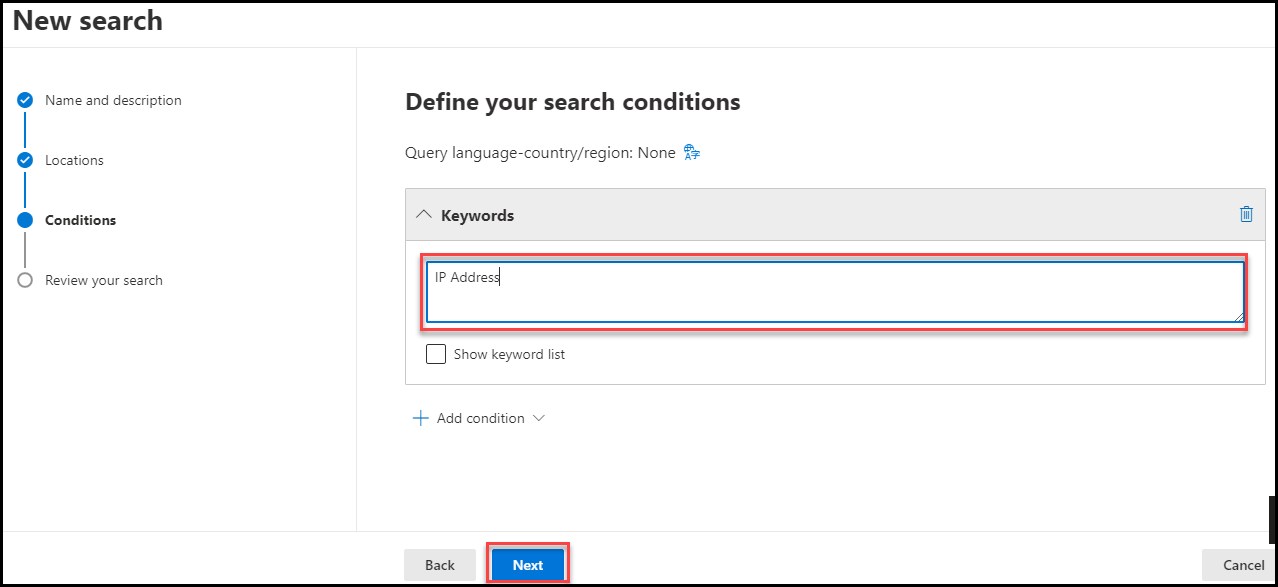 New search
Name and description
Locations
Conditions
Review your search
Define your search conditions
Query language-country/region: None
Keywords
IP Address
Show keyword list
Add condition
Back
Next
Cancel